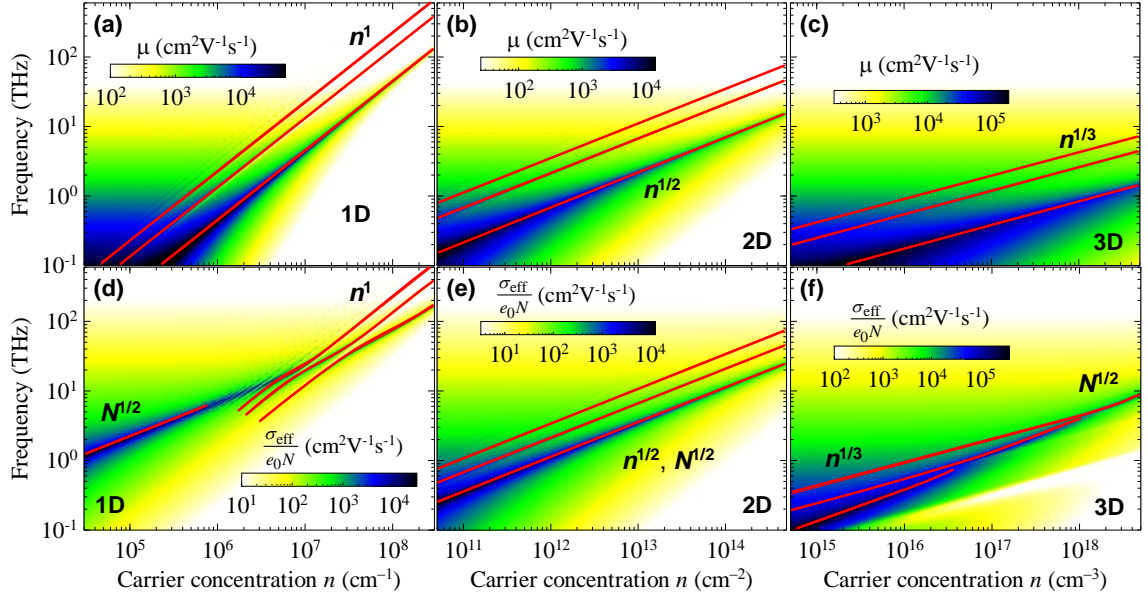 (a) (b) (c)
μ (cm²V⁻¹s⁻¹) μ (cm²V⁻¹s⁻¹) μ (cm²V⁻¹s⁻¹)
10² 10³ 10⁴ 10² 10³ 10⁴ 10³ 10⁴ 10⁵
n¹ n^1/2 n^1/3
Frequency (THz)
10² 10¹ 10⁰ 10⁻¹
1D 2D 3D
(d) (e) (f)
n¹ σeff/e₀N (cm²V⁻¹s⁻¹) σeff/e₀N (cm²V⁻¹s⁻¹)
10¹ 10² 10³ 10⁴ 10² 10³ 10⁴ 10⁵
Frequency (THz)
10² 10¹ 10⁰ 10⁻¹
N^1/2 N^1/2
σeff/e₀N (cm²V⁻¹s⁻¹) n^1/2, N^1/2 n^1/3
10¹ 10² 10³ 10⁴
1D 2D 3D
10⁵ 10⁶ 10⁷ 10⁸ 10¹¹ 10¹² 10¹³ 10¹⁴ 10¹⁵ 10¹⁶ 10¹⁷ 10¹⁸
Carrier concentration n (cm⁻¹) Carrier concentration n (cm⁻²) Carrier concentration n (cm⁻³)